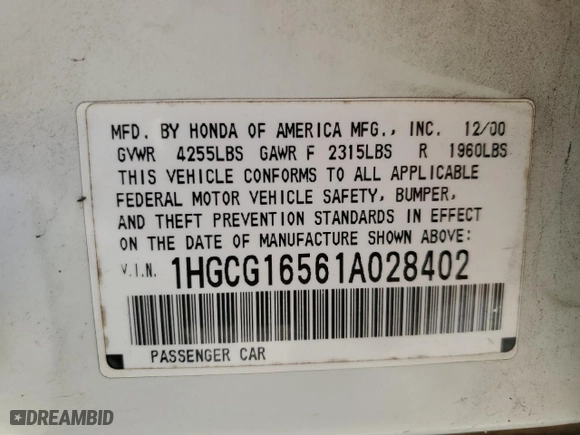 MFD. BY HONDA OF AMERICA MFG., INC. 12/00
GVWR 4255LBS GAWR F 2315LBS R 1960LBS
THIS VEHICLE CONFORMS TO ALL APPLICABLE
FEDERAL MOTOR VEHICLE SAFETY, BUMPER,
AND THEFT PREVENTION STANDARDS IN EFFECT
ON THE DATE OF MANUFACTURE SHOWN ABOVE:
V.I.N. 1HGCG16561A028402
PASSENGER CAR
DREAMBID